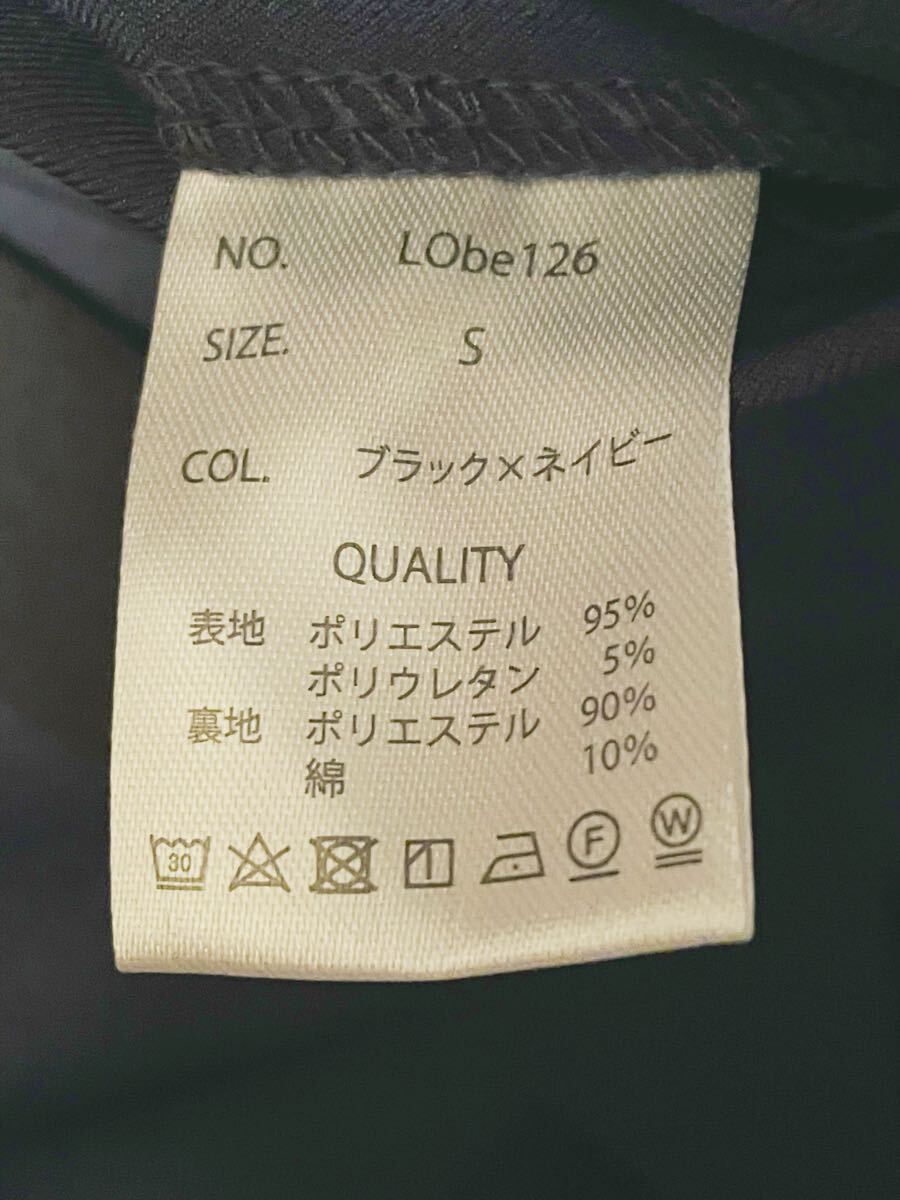 NO. LObe126
SIZE. S
COL. ブラック×ネイビー
QUALITY
表地 ポリエステル 95%
ポリウレタン 5%
裏地 ポリエステル 90%
綿 10%
30 F W